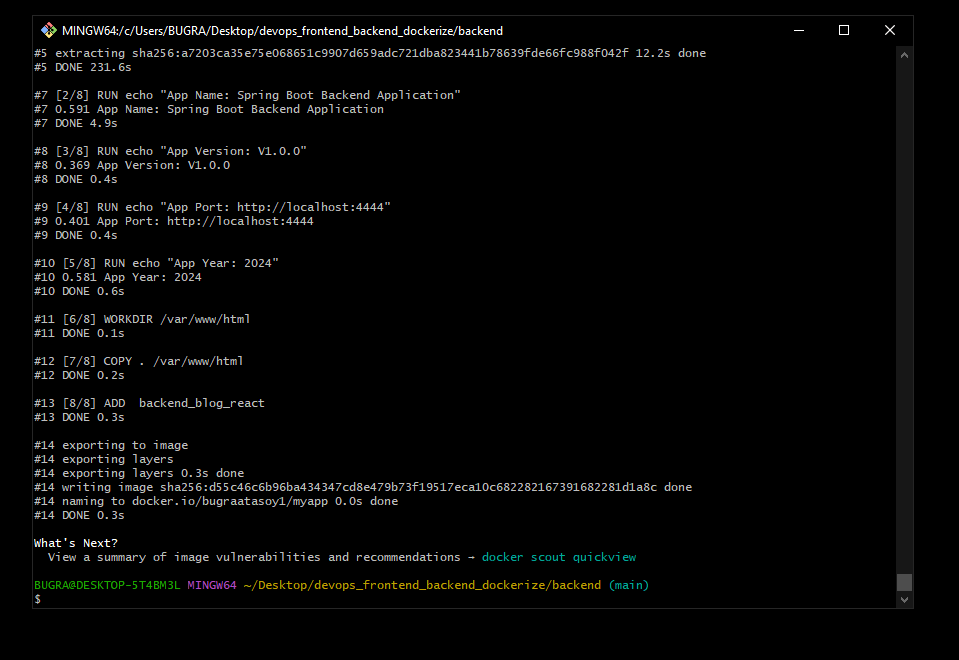 MINGW64:/c/Users/BUGRA/Desktop/devops_frontend_backend_dockerize/backend
#5 extracting sha256:a7203ca35e75e068651c9907d659adc721dba823441b78639fde66fc988f042f 12.2s done
#5 DONE 231.6s

#7 [2/8] RUN echo "App Name: Spring Boot Backend Application"
#7 0.591 App Name: Spring Boot Backend Application
#7 DONE 4.9s

#8 [3/8] RUN echo "App Version: V1.0.0"
#8 0.369 App Version: V1.0.0
#8 DONE 0.4s

#9 [4/8] RUN echo "App Port: http://localhost:4444"
#9 0.401 App Port: http://localhost:4444
#9 DONE 0.4s

#10 [5/8] RUN echo "App Year: 2024"
#10 0.581 App Year: 2024
#10 DONE 0.6s

#11 [6/8] WORKDIR /var/www/html
#11 DONE 0.1s

#12 [7/8] COPY . /var/www/html
#12 DONE 0.2s

#13 [8/8] ADD  backend_blog_react
#13 DONE 0.3s

#14 exporting to image
#14 exporting layers
#14 exporting layers 0.3s done
#14 writing image sha256:d55c46c6b96ba434347cd8e479b73f19517eca10c682282167391682281d1a8c done
#14 naming to docker.io/bugraatasoy1/myapp 0.0s done
#14 DONE 0.3s

What's Next?
  View a summary of image vulnerabilities and recommendations → docker scout quickview

BUGRA@DESKTOP-5T4BM3L MINGW64 ~/Desktop/devops_frontend_backend_dockerize/backend (main)
$